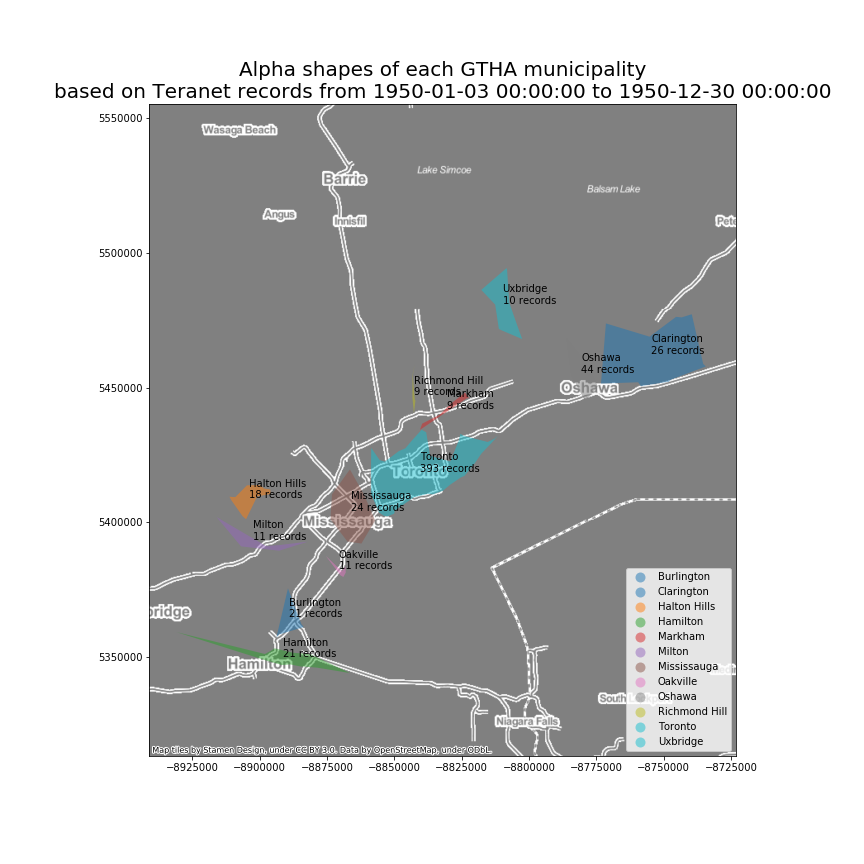 Alpha shapes of each GTHA municipality
based on Teranet records from 1950-01-03 00:00:00 to 1950-12-30 00:00:00
5550000
Wasaga Beach
Lake Simcoe
Barrie
Balsam Lake
Angus
Innisfil
Pete
5500000
Uxbridge
10 records
Clarington
26 records
Oshawa
44 records
5450000
Oshawa
Richmond Hill
9 records
Markham
9 records
Toronto
393 records
Toronto
Halton Hills
18 records
Mississauga
24 records
5400000
Mississauga
Milton
11 records
Oakville
11 records
Burlington
21 records
bridge
Hamilton
21 records
5350000
Hamilton
Niagara Falls
South
Burlington
Clarington
Halton Hills
Hamilton
Markham
Milton
Mississauga
Oakville
Oshawa
Richmond Hill
Toronto
Uxbridge
Map tiles by Stamen Design, under CC BY 3.0. Data by OpenStreetMap, under ODbL.
−8925000 −8900000 −8875000 −8850000 −8825000 −8800000 −8775000 −8750000 −8725000